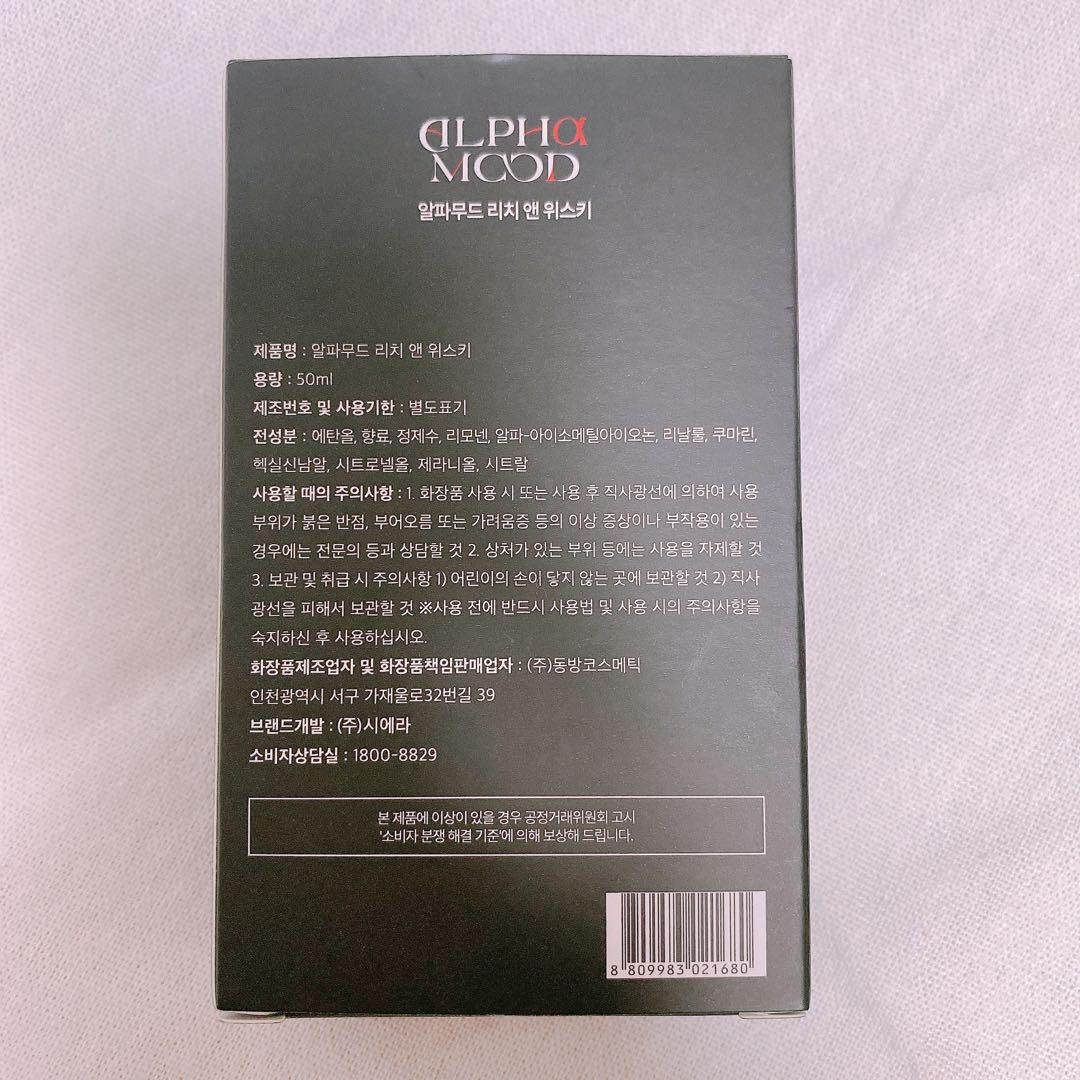 ALPHα
MOOD
알파무드 리치 앤 위스키
제품명 : 알파무드 리치 앤 위스키
용량 : 50ml
제조번호 및 사용기한 : 별도표기
전성분 : 에탄올, 향료, 정제수, 리모넨, 알파-아이소메틸아이오논, 리날룰, 쿠마린,
헥실신남알, 시트로넬올, 제라니올, 시트랄
사용할 때의 주의사항 : 1. 화장품 사용 시 또는 사용 후 직사광선에 의하여 사용
부위가 붉은 반점, 부어오름 또는 가려움증 등의 이상 증상이나 부작용이 있는
경우에는 전문의 등과 상담할 것 2. 상처가 있는 부위 등에는 사용을 자제할 것
3. 보관 및 취급 시 주의사항 1) 어린이의 손이 닿지 않는 곳에 보관할 것 2) 직사
광선을 피해서 보관할 것 ※사용 전에 반드시 사용법 및 사용 시의 주의사항을
숙지하신 후 사용하십시오.
화장품제조업자 및 화장품책임판매업자 : (주)동방코스메틱
인천광역시 서구 가재울로32번길 39
브랜드개발 : (주)시에라
소비자상담실 : 1800-8829
본 제품에 이상이 있을 경우 공정거래위원회 고시
'소비자 분쟁 해결 기준'에 의해 보상해 드립니다.
8 809983 021680